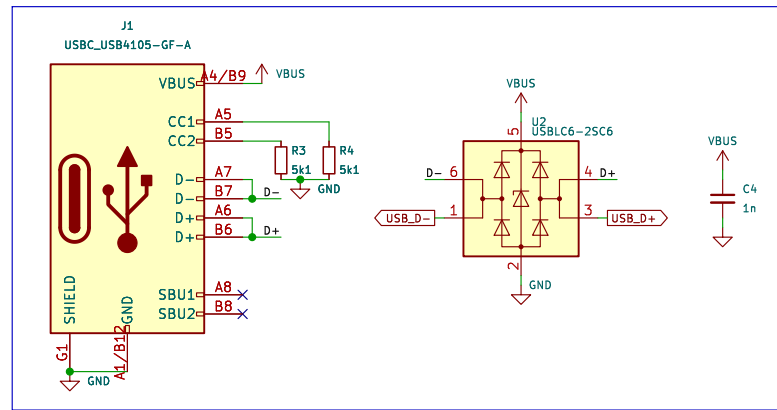 J1
USBC_USB4105-GF-A
VBUS A4/B9 VBUS
CC1 A5
CC2 B5
R3 5k1
R4 5k1
GND
D- A7
D- B7 D-
D+ A6
D+ B6 D+
SBU1 A8
SBU2 B8
SHIELD GND
G1 A1/B12
GND
VBUS
U2
USBLC6-2SC6
5
D- 6 4 D+
USB_D- 1 3 USB_D+
2
GND
VBUS
C4
1n